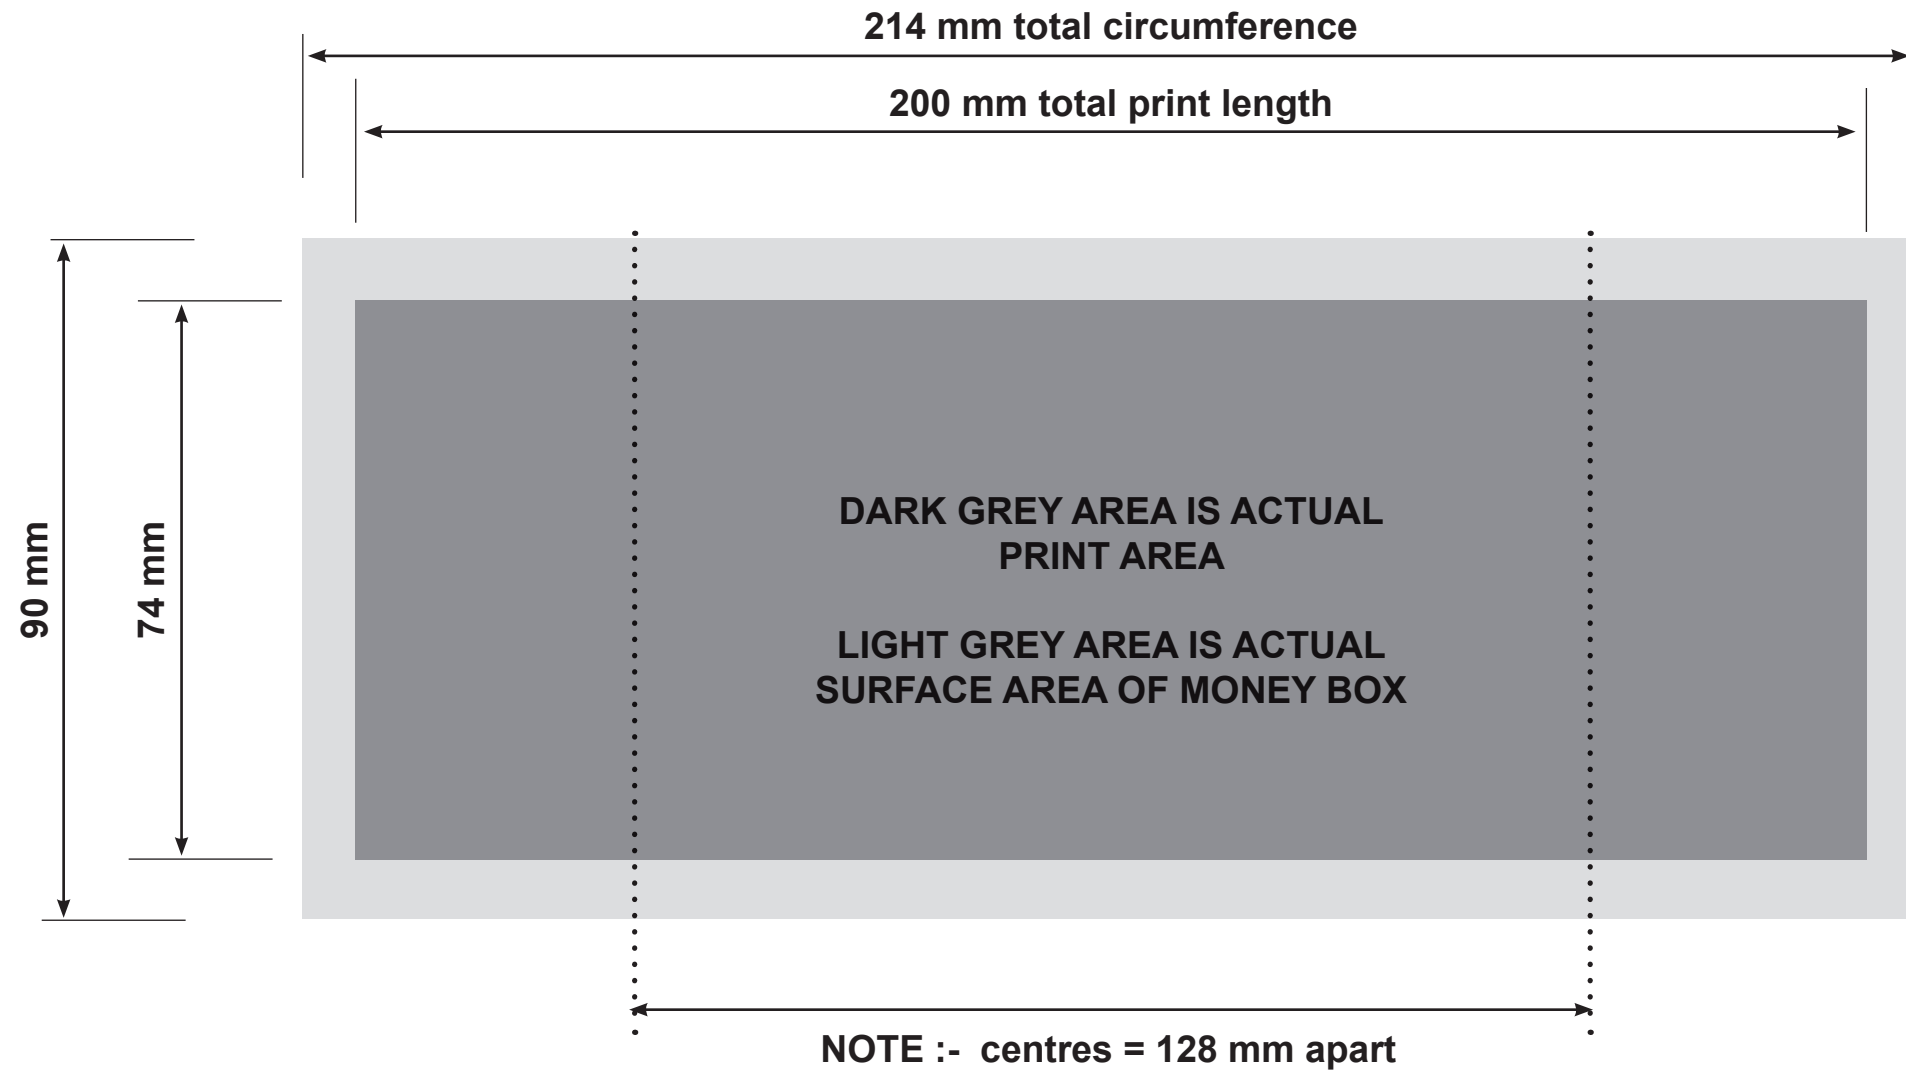 214 mm total circumference
200 mm total print length
90 mm
74 mm
DARK GREY AREA IS ACTUAL
PRINT AREA
LIGHT GREY AREA IS ACTUAL
SURFACE AREA OF MONEY BOX
NOTE :- centres = 128 mm apart